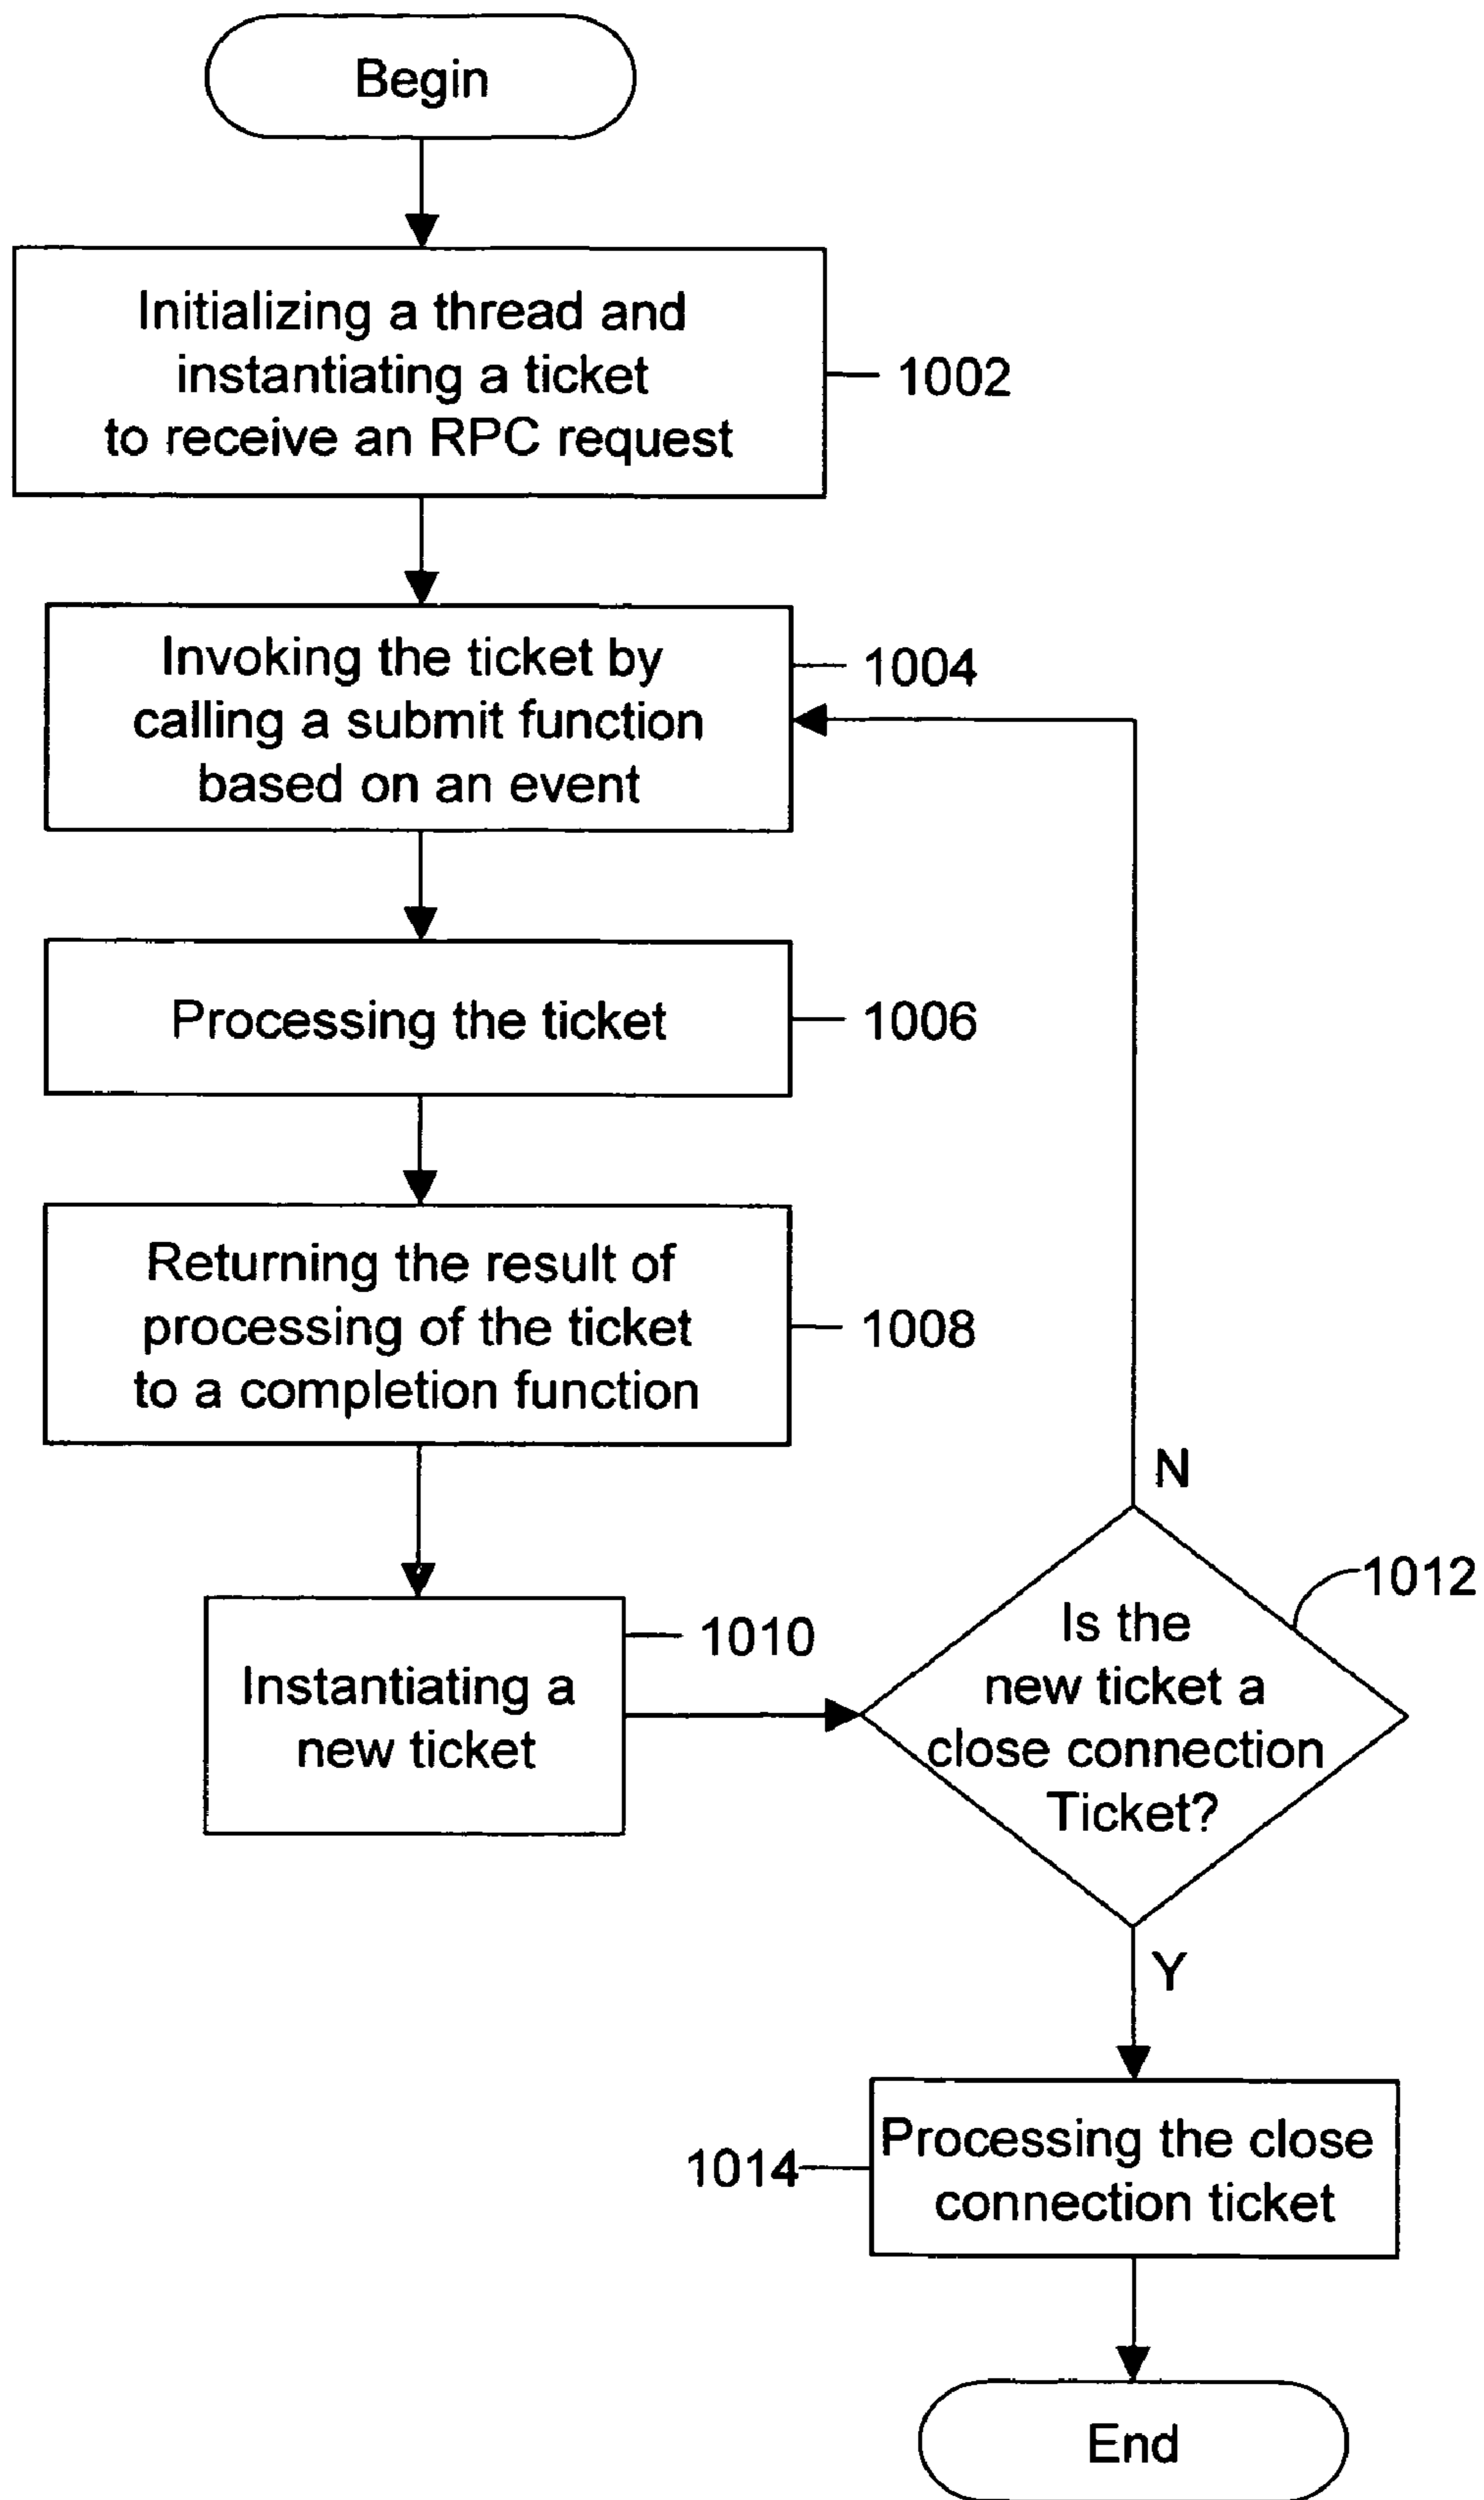 Begin
Initializing a thread and
instantiating a ticket
to receive an RPC request
1002
Invoking the ticket by
calling a submit function
based on an event
1004
Processing the ticket
1006
Returning the result of
processing of the ticket
to a completion function
1008
Instantiating a
new ticket
1010
N
Is the
new ticket a
close connection
Ticket?
1012
Y
Processing the close
connection ticket
1014
End